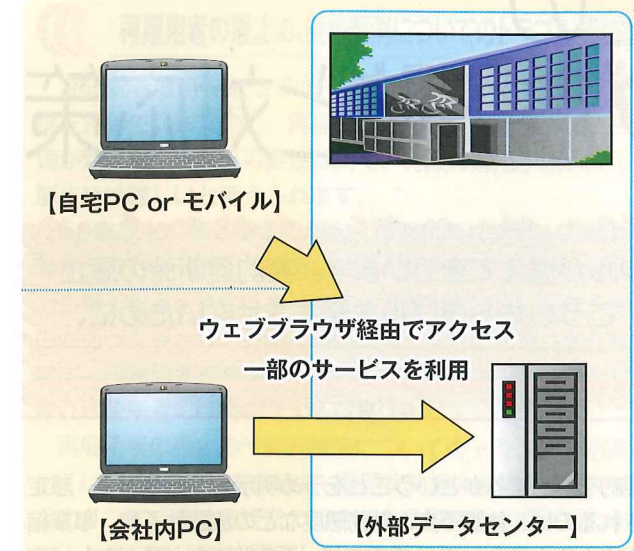 【自宅PC or モバイル】
ウェブブラウザ経由でアクセス
一部のサービスを利用
【会社内PC】
【外部データセンター】